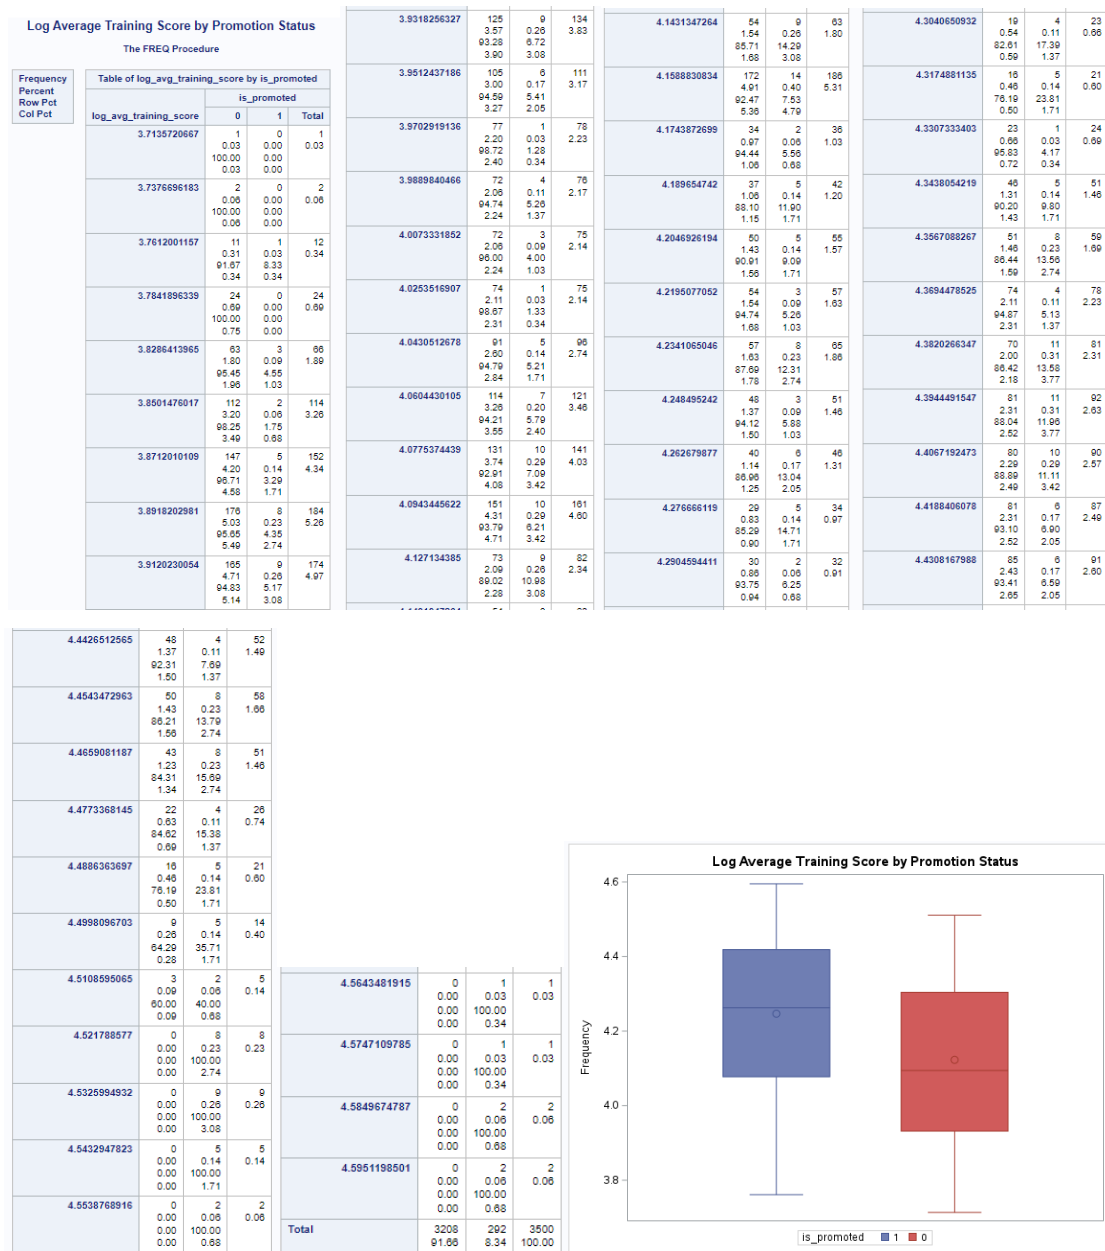 Log Average Training Score by Promotion Status
The FREQ Procedure
Frequency
Percent
Row Pct
Col Pct
Table of log_avg_training_score by is_promoted
is_promoted
log_avg_training_score 0 1 Total
3.7135720667 1 0 1
0.03 0.00 0.03
100.00 0.00
0.03 0.00
3.7376696183 2 0 2
0.06 0.00 0.06
100.00 0.00
0.06 0.00
3.7612001157 11 1 12
0.31 0.03 0.34
91.67 8.33
0.34 0.34
3.7841896339 24 0 24
0.69 0.00 0.69
100.00 0.00
0.75 0.00
3.8286413965 63 3 66
1.80 0.09 1.89
95.45 4.55
1.96 1.03
3.8501476017 112 2 114
3.20 0.06 3.26
98.25 1.75
3.49 0.68
3.8712010109 147 5 152
4.20 0.14 4.34
96.71 3.29
4.58 1.71
3.8918202981 176 8 184
5.03 0.23 5.26
95.65 4.35
5.49 2.74
3.9120230054 165 9 174
4.71 0.26 4.97
94.83 5.17
5.14 3.08
3.9318256327 125 9 134
3.57 0.26 3.83
93.28 6.72
3.90 3.08
3.9512437186 105 6 111
3.00 0.17 3.17
94.59 5.41
3.27 2.05
3.9702919136 77 1 78
2.20 0.03 2.23
98.72 1.28
2.40 0.34
3.9889840466 72 4 76
2.06 0.11 2.17
94.74 5.26
2.24 1.37
4.0073331852 72 3 75
2.06 0.09 2.14
96.00 4.00
2.24 1.03
4.0253516907 74 1 75
2.11 0.03 2.14
98.67 1.33
2.31 0.34
4.0430512678 91 5 96
2.60 0.14 2.74
94.79 5.21
2.84 1.71
4.0604430105 114 7 121
3.26 0.20 3.46
94.21 5.79
3.55 2.40
4.0775374439 131 10 141
3.74 0.29 4.03
92.91 7.09
4.08 3.42
4.0943445622 151 10 161
4.31 0.29 4.60
93.79 6.21
4.71 3.42
4.127134385 73 9 82
2.09 0.26 2.34
89.02 10.98
2.28 3.08
4.1431347264 54 9 63
1.54 0.26 1.80
85.71 14.29
1.68 3.08
4.1588830834 172 14 186
4.91 0.40 5.31
92.47 7.53
5.36 4.79
4.1743872699 34 2 36
0.97 0.06 1.03
94.44 5.56
1.06 0.68
4.189654742 37 5 42
1.06 0.14 1.20
88.10 11.90
1.15 1.71
4.2046926194 50 5 55
1.43 0.14 1.57
90.91 9.09
1.56 1.71
4.2195077052 54 3 57
1.54 0.09 1.63
94.74 5.26
1.68 1.03
4.2341065046 57 8 65
1.63 0.23 1.86
87.69 12.31
1.78 2.74
4.248495242 48 3 51
1.37 0.09 1.46
94.12 5.88
1.50 1.03
4.262679877 40 6 46
1.14 0.17 1.31
86.96 13.04
1.25 2.05
4.276666119 29 5 34
0.83 0.14 0.97
85.29 14.71
0.90 1.71
4.2904594411 30 2 32
0.86 0.06 0.91
93.75 6.25
0.94 0.68
4.3040650932 19 4 23
0.54 0.11 0.66
82.61 17.39
0.59 1.37
4.3174881135 16 5 21
0.46 0.14 0.60
76.19 23.81
0.50 1.71
4.3307333403 23 1 24
0.66 0.03 0.69
95.83 4.17
0.72 0.34
4.3438054219 46 5 51
1.31 0.14 1.46
90.20 9.80
1.43 1.71
4.3567088267 51 8 59
1.46 0.23 1.69
86.44 13.56
1.59 2.74
4.3694478525 74 4 78
2.11 0.11 2.23
94.87 5.13
2.31 1.37
4.3820266347 70 11 81
2.00 0.31 2.31
86.42 13.58
2.18 3.77
4.3944491547 81 11 92
2.31 0.31 2.63
88.04 11.96
2.52 3.77
4.4067192473 80 10 90
2.29 0.29 2.57
88.89 11.11
2.49 3.42
4.4188406078 81 6 87
2.31 0.17 2.49
93.10 6.90
2.52 2.05
4.4308167988 85 6 91
2.43 0.17 2.60
93.41 6.59
2.65 2.05
4.4426512565 48 4 52
1.37 0.11 1.49
92.31 7.69
1.50 1.37
4.4543472963 50 8 58
1.43 0.23 1.66
86.21 13.79
1.56 2.74
4.4659081187 43 8 51
1.23 0.23 1.46
84.31 15.69
1.34 2.74
4.4773368145 22 4 26
0.63 0.11 0.74
84.62 15.38
0.69 1.37
4.4886363697 16 5 21
0.46 0.14 0.60
76.19 23.81
0.50 1.71
4.4998096703 9 5 14
0.26 0.14 0.40
64.29 35.71
0.28 1.71
4.5108595065 3 2 5
0.09 0.06 0.14
60.00 40.00
0.09 0.68
4.521788577 0 8 8
0.00 0.23 0.23
0.00 100.00
0.00 2.74
4.5325994932 0 9 9
0.00 0.26 0.26
0.00 100.00
0.00 3.08
4.5432947823 0 5 5
0.00 0.14 0.14
0.00 100.00
0.00 1.71
4.5538768916 0 2 2
0.00 0.06 0.06
0.00 100.00
0.00 0.68
4.5643481915 0 1 1
0.00 0.03 0.03
0.00 100.00
0.00 0.34
4.5747109785 0 1 1
0.00 0.03 0.03
0.00 100.00
0.00 0.34
4.5849674787 0 2 2
0.00 0.06 0.06
0.00 100.00
0.00 0.68
4.5951198501 0 2 2
0.00 0.06 0.06
0.00 100.00
0.00 0.68
Total 3208 292 3500
91.66 8.34 100.00
Log Average Training Score by Promotion Status
4.6
4.4
4.2
4.0
3.8
Frequency
is_promoted 1 0